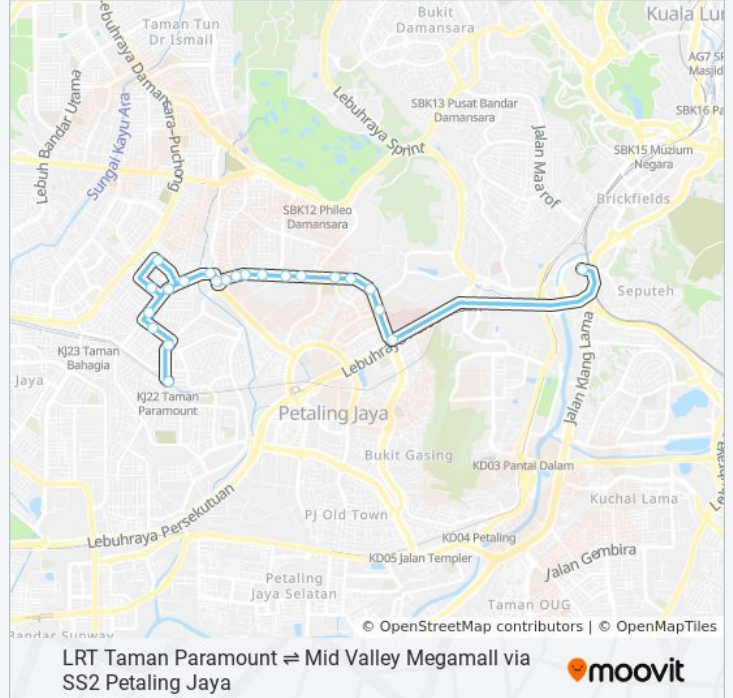 Bukit
Damansara
Kuala Lu
Taman Tun
Dr Ismail
Lebuhraya Damansara–Puchong
AG7
Masjid
Lebuh Bandar Utama
Sungai Kayu Ara
Lebuhraya Sprint
SBK13 Pusat Bandar
Damansara
SBK16
Jalan Maarof
SBK15 Muzium
Negara
SBK12 Phileo
Damansara
Brickfields
Seputeh
Jalan Klang Lama
KJ23 Taman
Bahagia
Lebuhraya
Jaya
KJ22 Taman
Paramount
Petaling Jaya
Bukit Gasing
KD03 Pantai Dalam
Kuchai Lama
Lebuhraya Persekutuan
PJ Old Town
KD04 Petaling
KD05 Jalan Templer
Jalan Gembira
Petaling
Jaya Selatan
Taman OUG
Bandar Sunway
© OpenStreetMap contributors | © OpenMapTiles
LRT Taman Paramount ⇌ Mid Valley Megamall via
SS2 Petaling Jaya
moovit